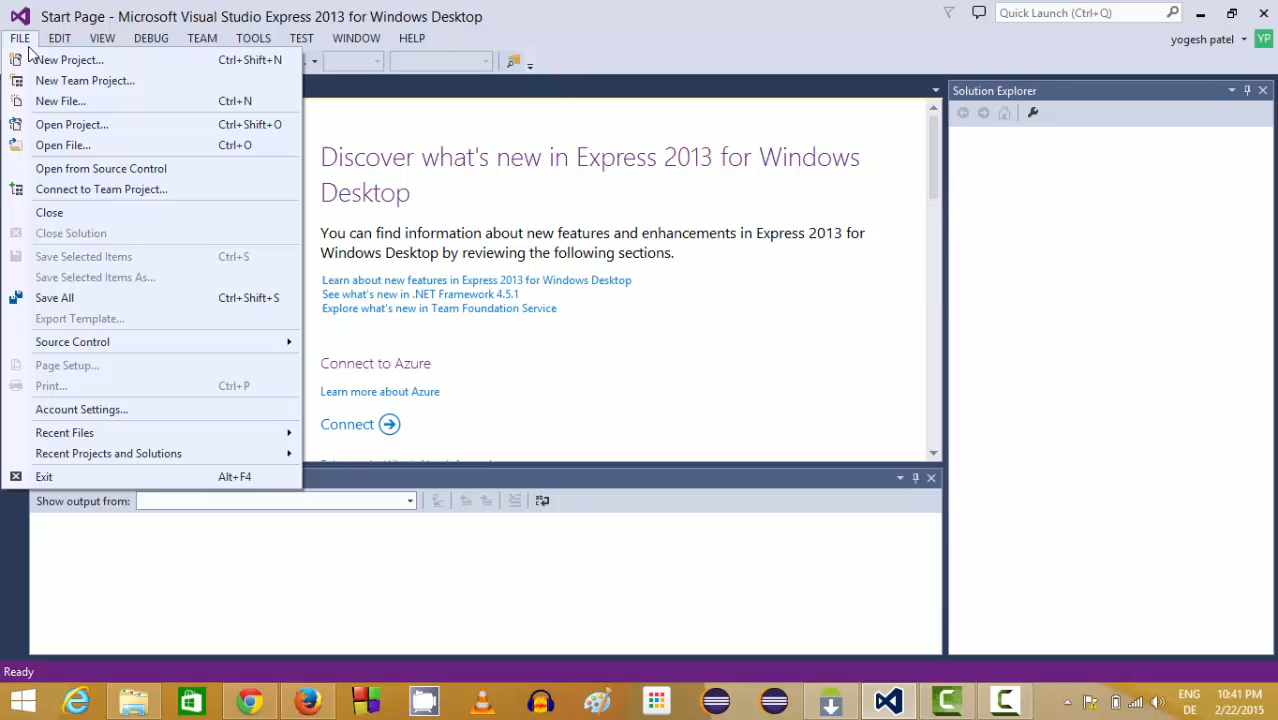 Start Page - Microsoft Visual Studio Express 2013 for Windows Desktop
Quick Launch (Ctrl+Q)
FILE EDIT VIEW DEBUG TEAM TOOLS TEST WINDOW HELP
yogesh patel YP
New Project... Ctrl+Shift+N
New Team Project...
New File... Ctrl+N
Open Project... Ctrl+Shift+O
Open File... Ctrl+O
Open from Source Control
Connect to Team Project...
Close
Close Solution
Save Selected Items Ctrl+S
Save Selected Items As...
Save All Ctrl+Shift+S
Export Template...
Source Control
Page Setup...
Print... Ctrl+P
Account Settings...
Recent Files
Recent Projects and Solutions
Exit Alt+F4
Discover what's new in Express 2013 for Windows
Desktop
You can find information about new features and enhancements in Express 2013 for
Windows Desktop by reviewing the following sections.
Learn about new features in Express 2013 for Windows Desktop
See what's new in .NET Framework 4.5.1
Explore what's new in Team Foundation Service
Connect to Azure
Learn more about Azure
Connect
Solution Explorer
Show output from:
Ready
ENG
DE
10:41 PM
2/22/2015